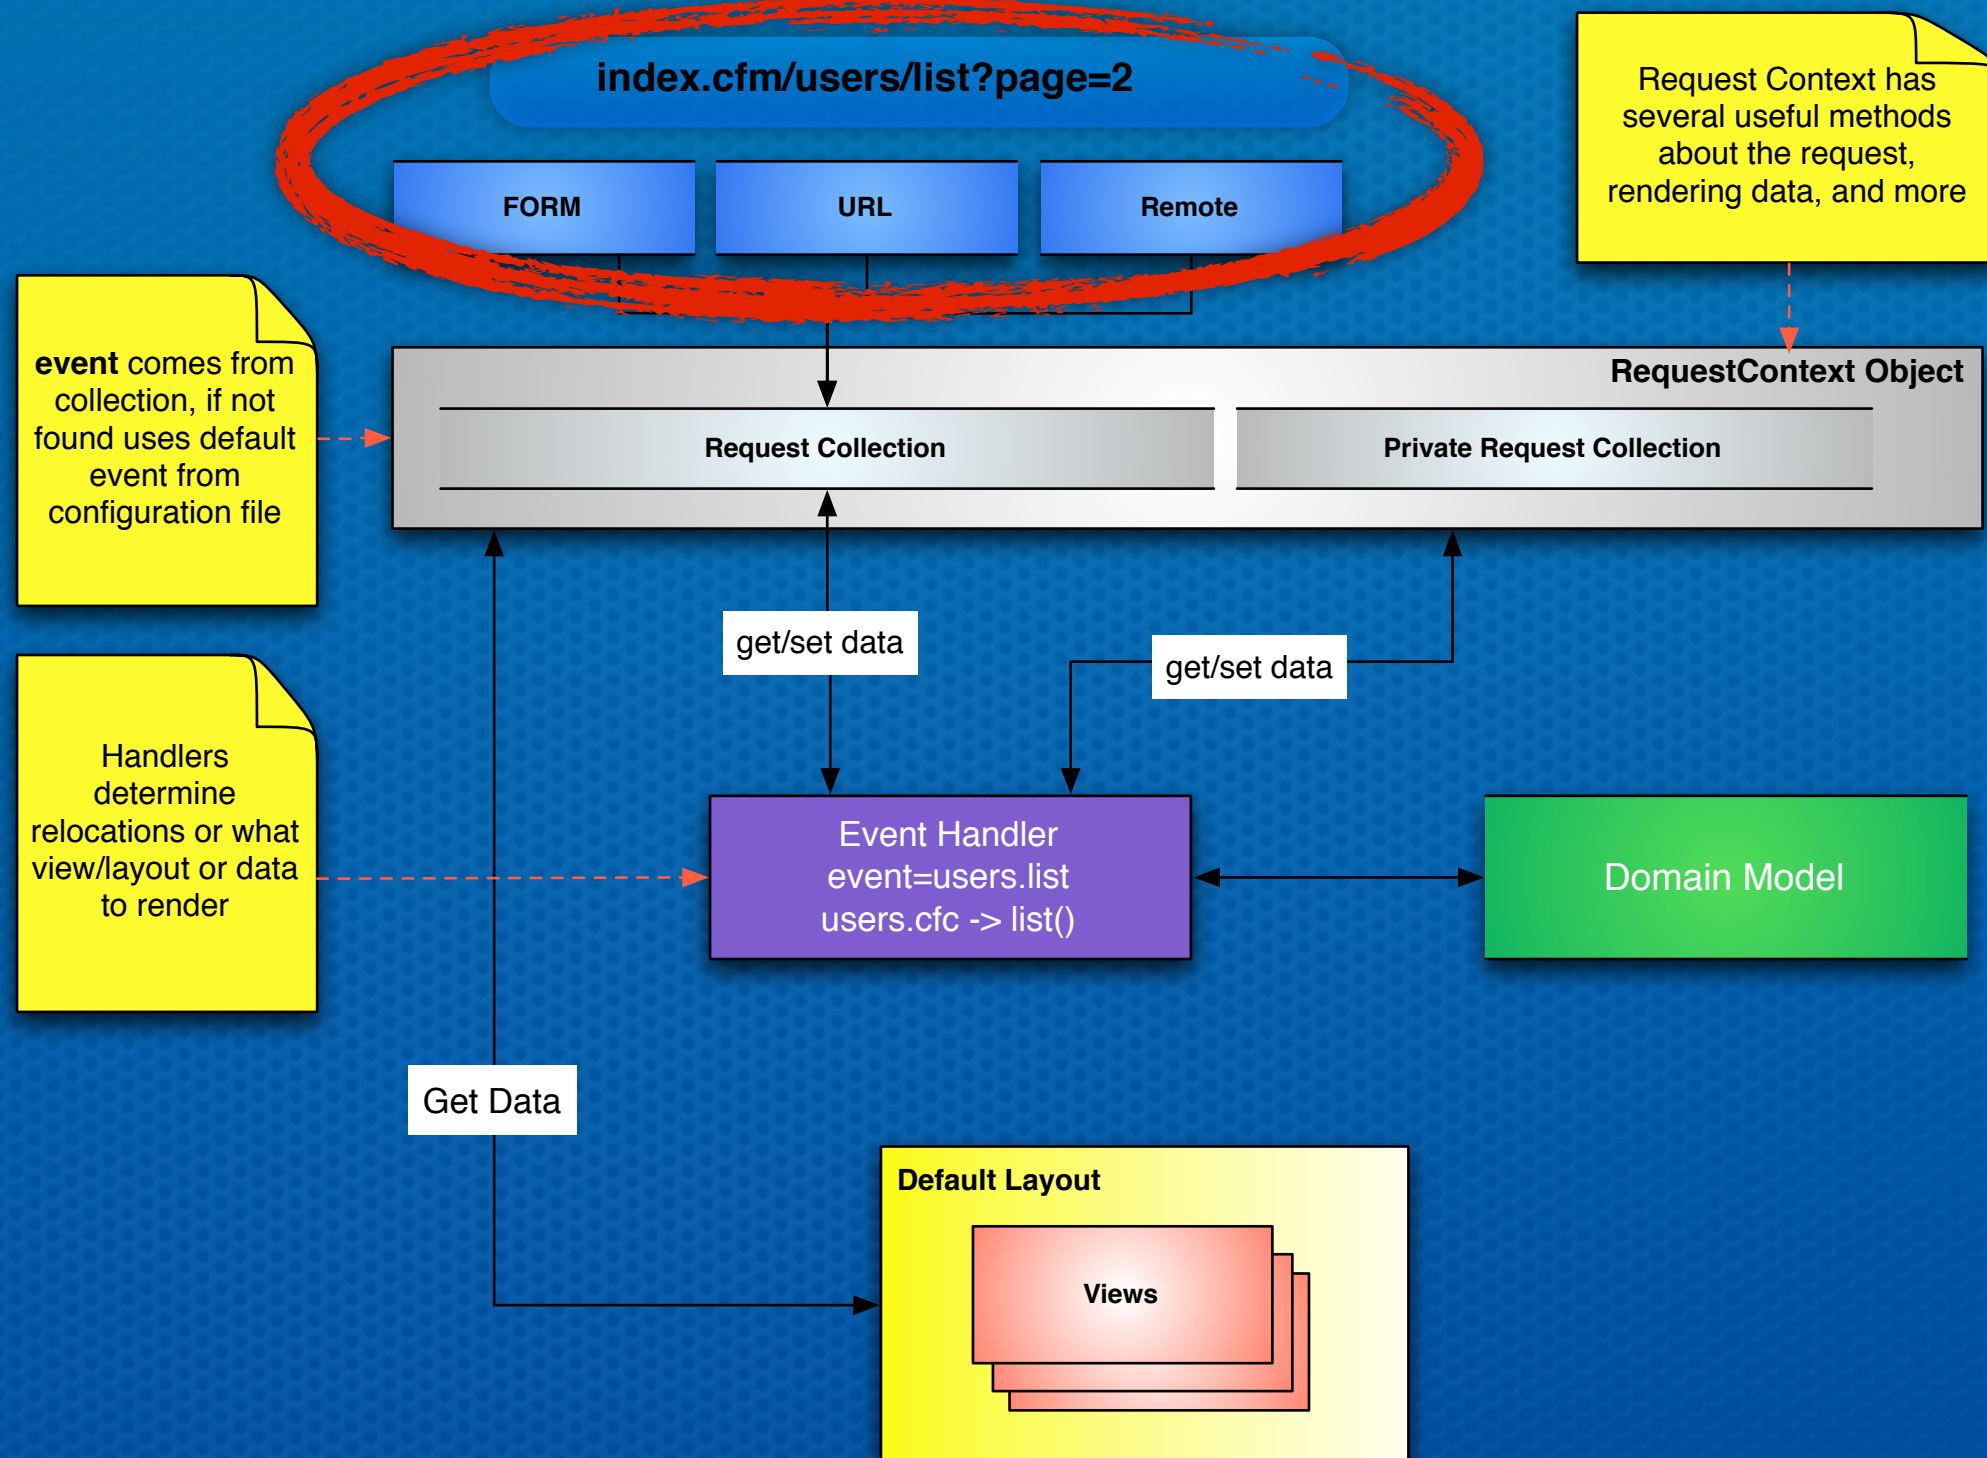 index.cfm/users/list?page=2
FORM
URL
Remote
Request Context has
several useful methods
about the request,
rendering data, and more
event comes from
collection, if not
found uses default
event from
configuration file
RequestContext Object
Request Collection
Private Request Collection
get/set data
get/set data
Handlers
determine
relocations or what
view/layout or data
to render
Event Handler
event=users.list
users.cfc -> list()
Domain Model
Get Data
Default Layout
Views